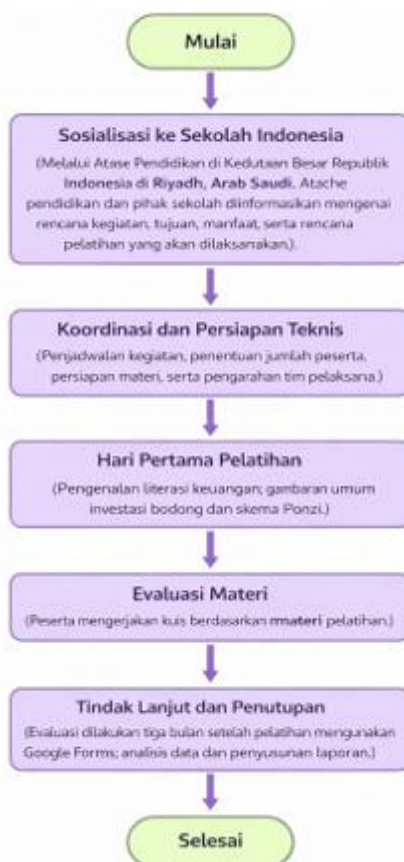 Mulai
Sosialisasi ke Sekolah Indonesia
(Melalui Atase Pendidikan di Kedutaan Besar Republik
Indonesia di Riyadh, Arab Saudi. Atache
pendidikan dan pihak sekolah diinformasikan mengenai
rencana kegiatan, tujuan, manfaat, serta rencana
pelatihan yang akan dilaksanakan.).
Koordinasi dan Persiapan Teknis
(Penjadwalan kegiatan, penentuan jumlah peserta,
persiapan materi, serta pengarahan tim pelaksana.)
Hari Pertama Pelatihan
(Pengenalan literasi keuangan; gambaran umum
investasi bodong dan skema Ponzi.)
Evaluasi Materi
(Peserta mengerjakan kuis berdasarkan rmateri pelatihan.)
Tindak Lanjut dan Penutupan
(Evaluasi dilakukan tiga bulan setelah pelatihan mengunakan
Google Forms; analisis data dan penyusunan laporan.)
Selesai